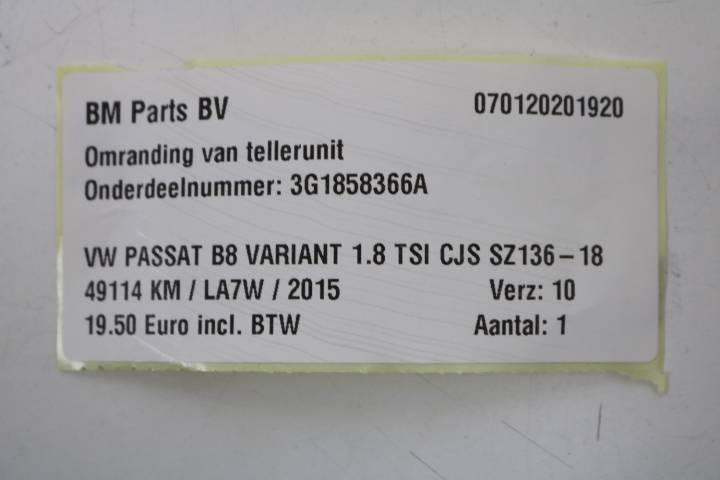 BM Parts BV 070120201920
Omranding van tellerunit
Onderdeelnummer: 3G1858366A
VW PASSAT B8 VARIANT 1.8 TSI CJS SZ136-18
49114 KM / LA7W / 2015 Verz: 10
19.50 Euro incl. BTW Aantal: 1